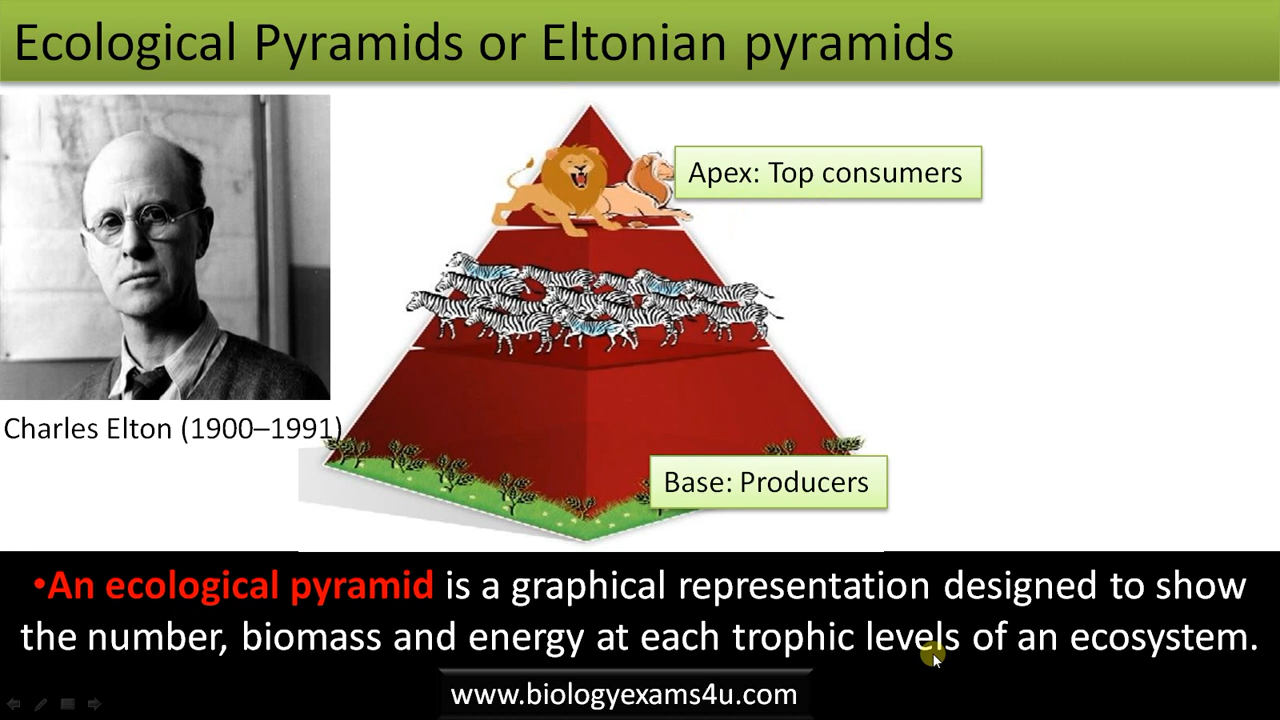 Ecological Pyramids or Eltonian pyramids
Apex: Top consumers
Charles Elton (1900–1991)
Base: Producers
•An ecological pyramid is a graphical representation designed to show
the number, biomass and energy at each trophic levels of an ecosystem.
www.biologyexams4u.com